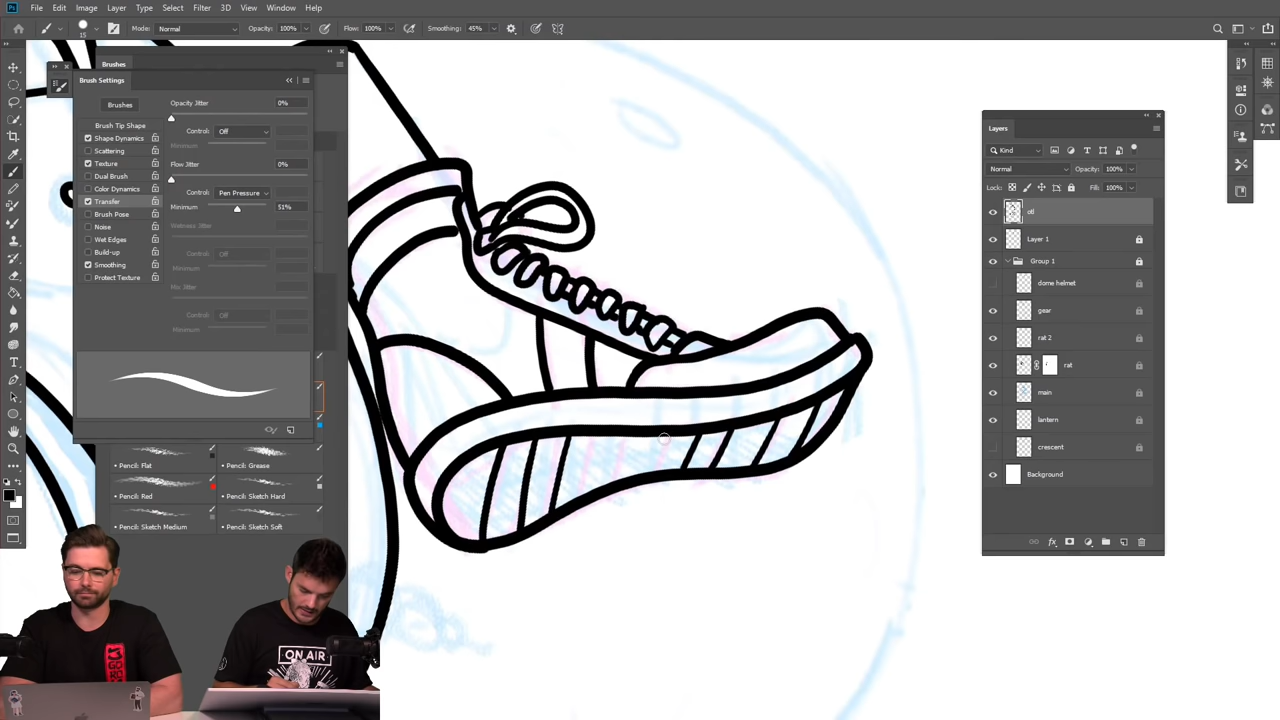 Ps File Edit Image Layer Type Select Filter 3D View Window Help
15 Mode: Normal Opacity: 100% Flow: 100% Smoothing: 45%
Brushes
Brush Settings
Brushes
Brush Tip Shape
Shape Dynamics
Scattering
Texture
Dual Brush
Color Dynamics
Transfer
Brush Pose
Noise
Wet Edges
Build-up
Smoothing
Protect Texture
Opacity Jitter 0%
Control: Off
Minimum
Flow Jitter 0%
Control: Pen Pressure
Minimum 51%
Wetness Jitter
Control: Off
Minimum
Mix Jitter
Control: Off
Minimum
Pencil: Flat Pencil: Grease
Pencil: Red Pencil: Sketch Hard
Pencil: Sketch Medium Pencil: Sketch Soft
Layers
Kind
Normal Opacity: 100%
Lock: Fill: 100%
Layer 1
Group 1
dome helmet
gear
rat 2
rat
main
lantern
crescent
Background
ON AIR